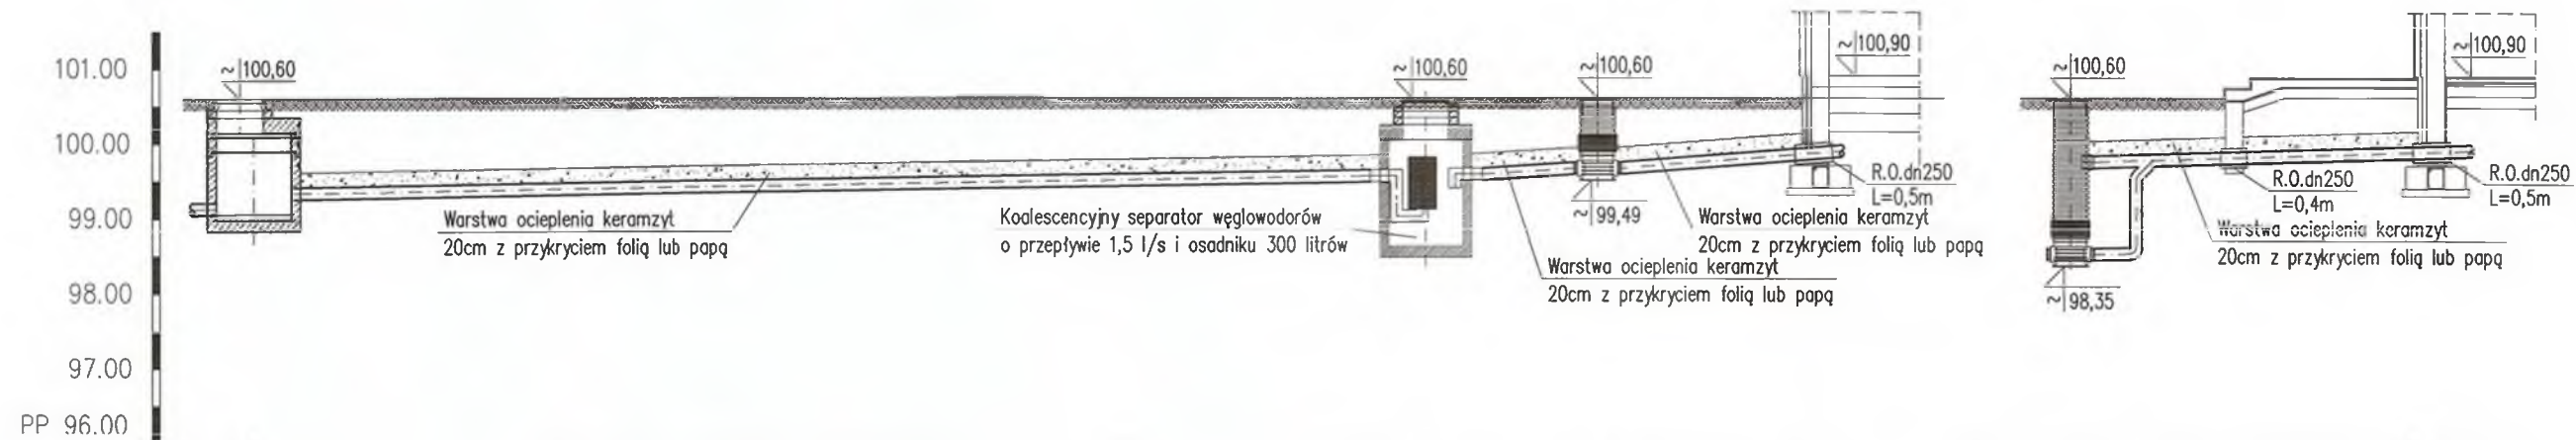 101.00
100.00
99.00
98.00
97.00
PP 96.00
~100,60
Warstwa ocieplenia keramzyt
20cm z przykryciem folią lub papą
Koalescencyjny separator węglowodorów
o przepływie 1,5 l/s i osadniku 300 litrów
~100,60
~100,60
~99,49
Warstwa ocieplenia keramzyt
20cm z przykryciem folią lub papą
Warstwa ocieplenia keramzyt
20cm z przykryciem folią lub papą
~100,90
R.O.dn250
L=0,5m
~100,60
~98,35
R.O.dn250
L=0,4m
Warstwa ocieplenia keramzyt
20cm z przykryciem folią lub papą
~100,90
R.O.dn250
L=0,5m